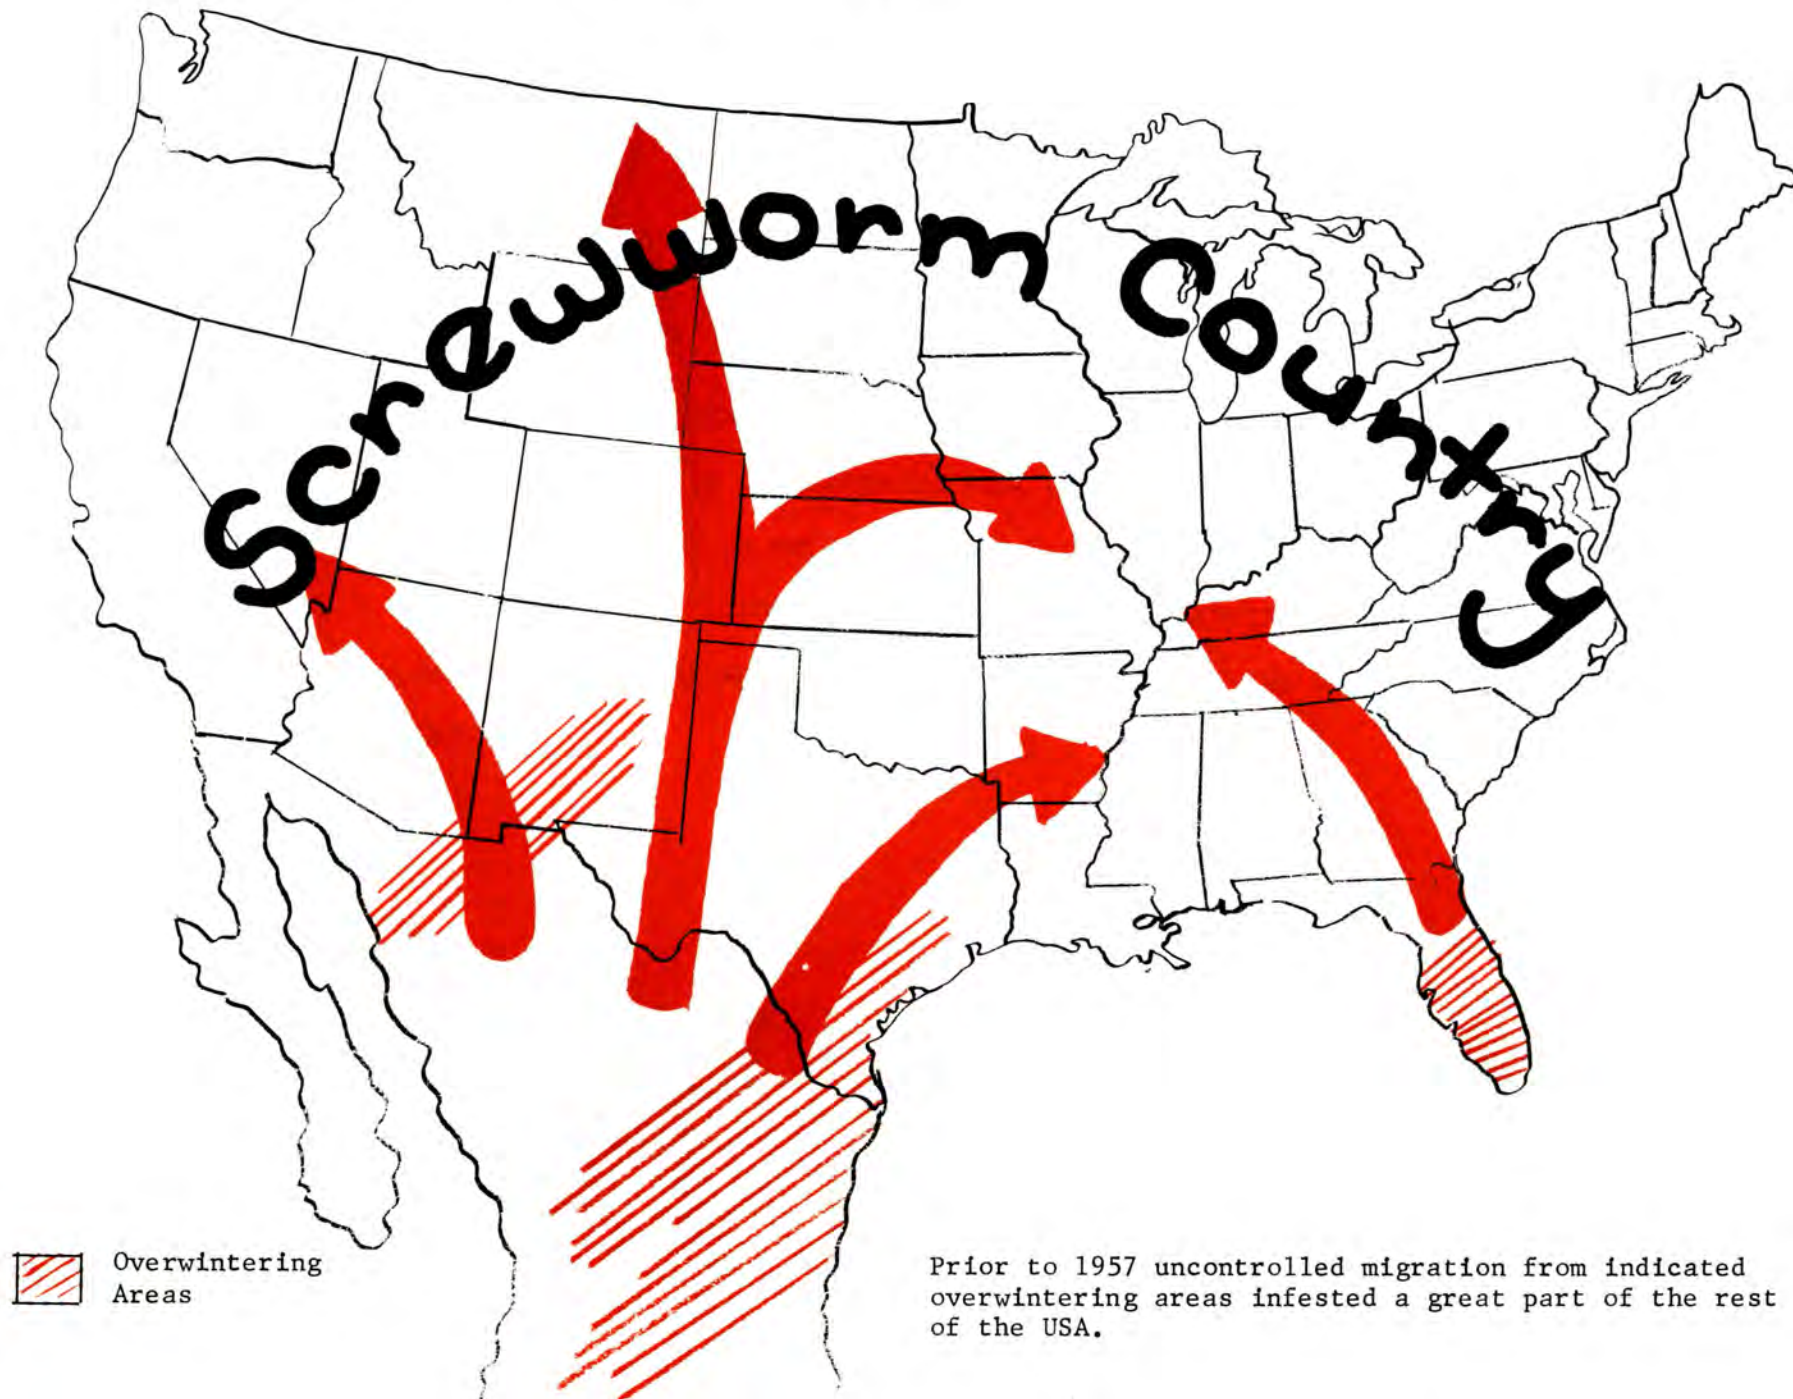 Screwworm Country
Overwintering
Areas
Prior to 1957 uncontrolled migration from indicated
overwintering areas infested a great part of the rest
of the USA.